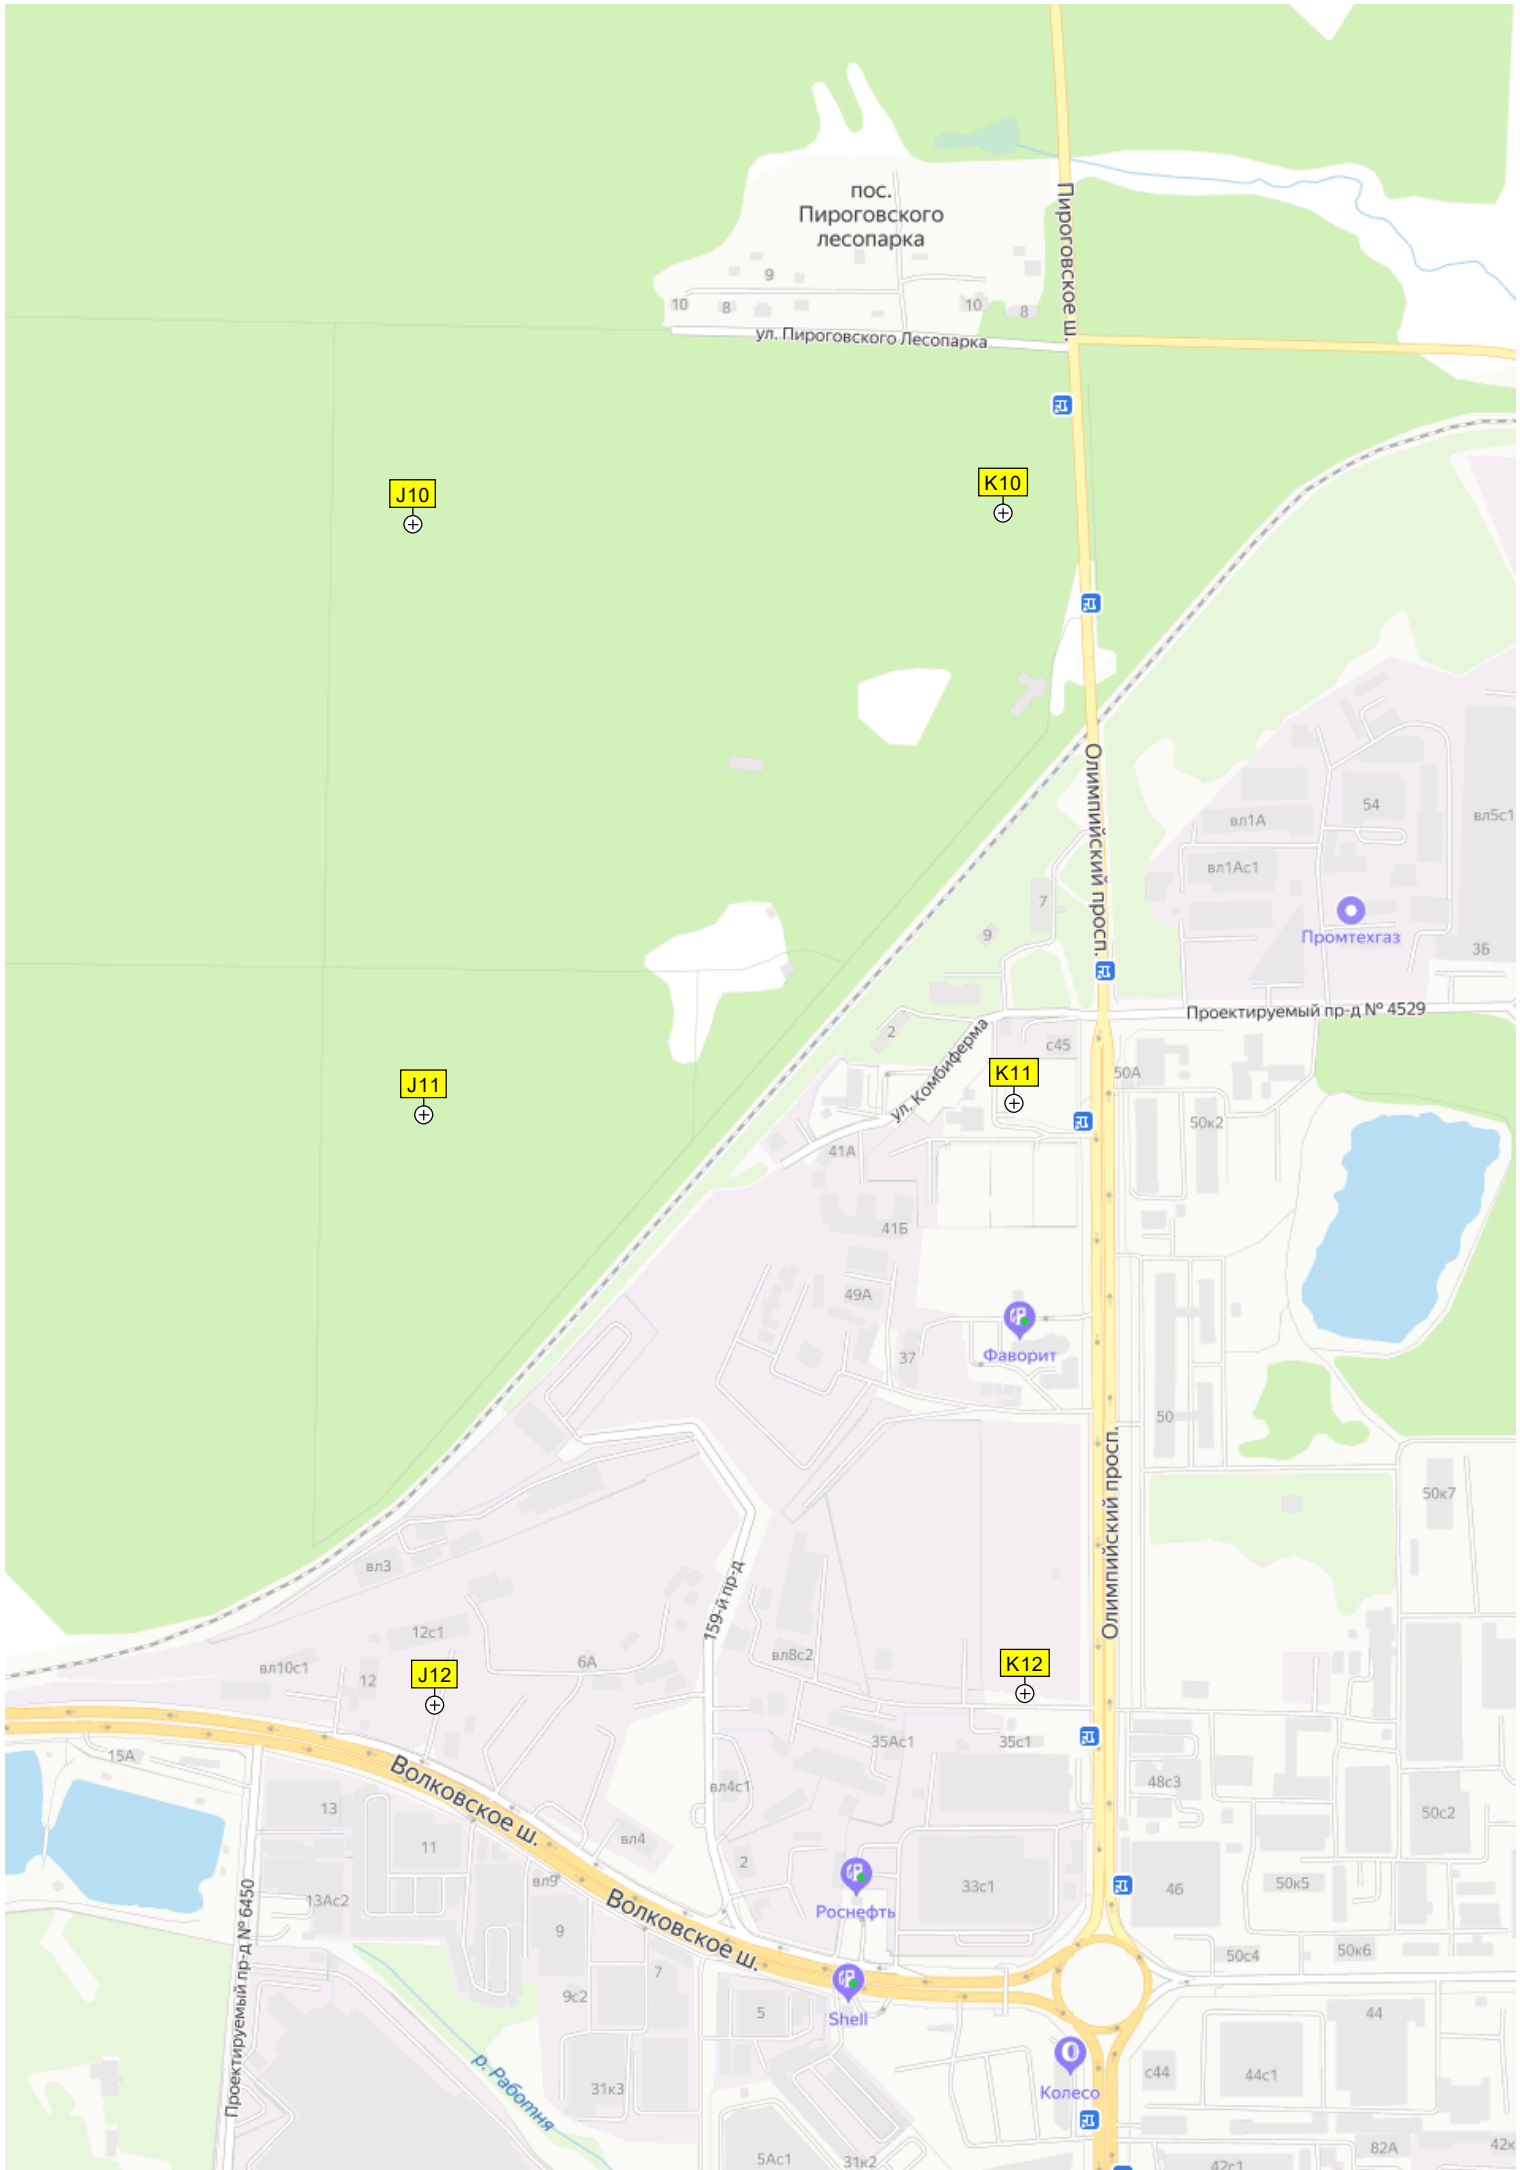 пос.
Пироговского
лесопарка
Пироговское ш.
9
10
8
10
8
ул. Пироговского Лесопарка
J10
K10
Олимпийский просп.
54
вл1А
вл5с1
вл1Ас1
7
9
Промтехгаз
3Б
Проектируемый пр-д № 4529
2
с45
ул. Комбиферма
J11
K11
50А
50к2
41А
41Б
49А
Фаворит
37
50
Олимпийский просп.
50к7
вл3
159-й пр-д
12с1
вл10с1
12
6А
вл8с2
J12
K12
35Ас1
35с1
15А
Волковское ш.
вл4с1
48с3
13
50с2
11
вл4
2
вл9
33с1
46
50к5
13Ас2
Роснефть
Проектируемый пр-д № 6450
Волковское ш.
9
50с4
50к6
7
9с2
5
Shell
44
р. Работня
с44
44с1
31к3
Колесо
5Ас1
31к2
82А
42к
42с1